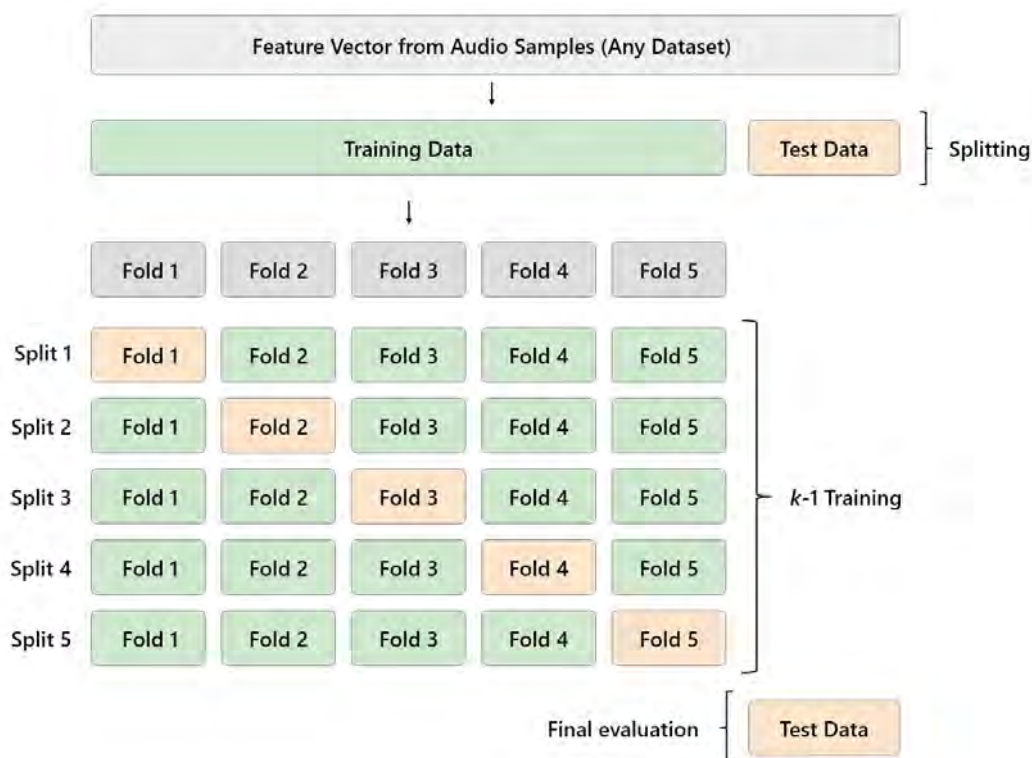 Feature Vector from Audio Samples (Any Dataset)
Training Data
Test Data
Splitting
Fold 1 Fold 2 Fold 3 Fold 4 Fold 5
Split 1 Fold 1 Fold 2 Fold 3 Fold 4 Fold 5
Split 2 Fold 1 Fold 2 Fold 3 Fold 4 Fold 5
Split 3 Fold 1 Fold 2 Fold 3 Fold 4 Fold 5
k-1 Training
Split 4 Fold 1 Fold 2 Fold 3 Fold 4 Fold 5
Split 5 Fold 1 Fold 2 Fold 3 Fold 4 Fold 5
Final evaluation
Test Data